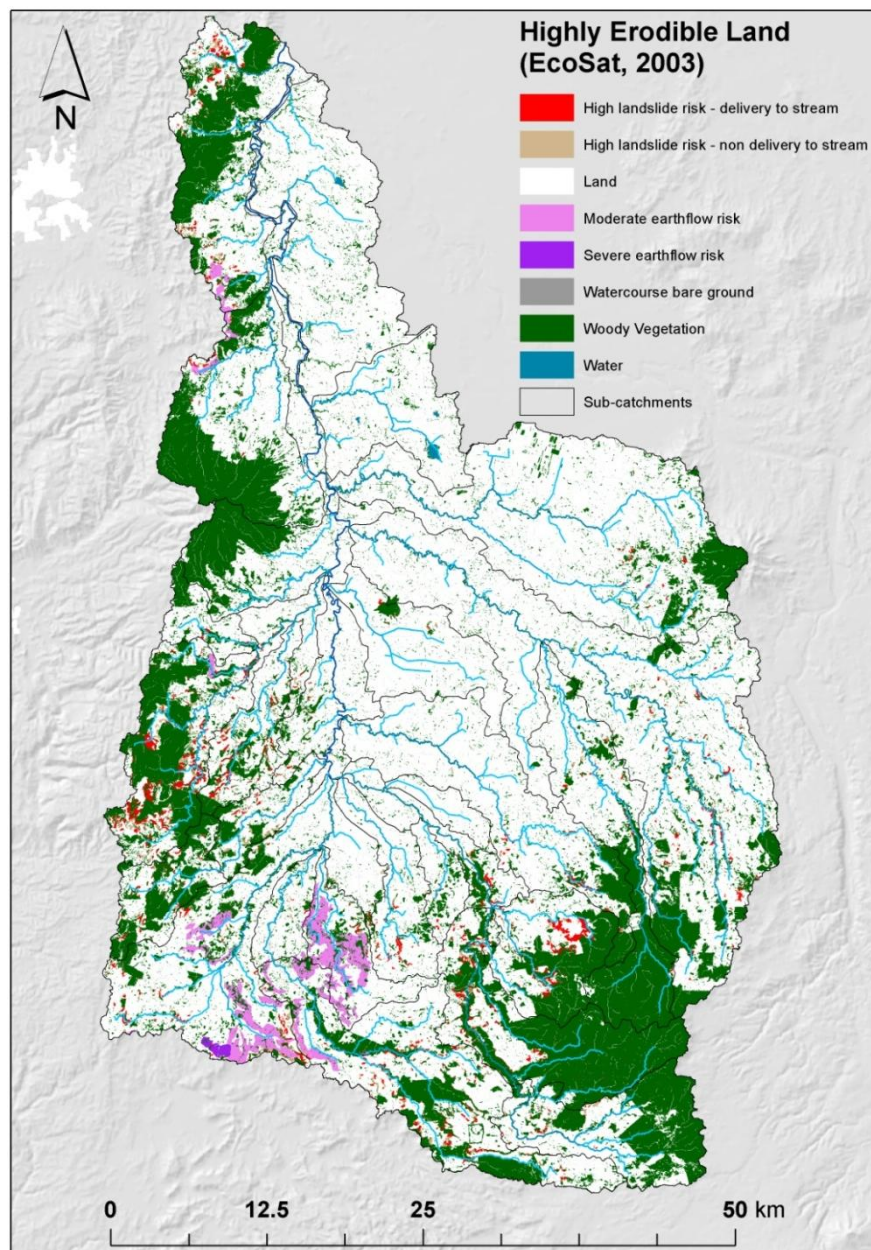 Highly Erodible Land
(EcoSat, 2003)
N
High landslide risk - delivery to stream
High landslide risk - non delivery to stream
Land
Moderate earthflow risk
Severe earthflow risk
Watercourse bare ground
Woody Vegetation
Water
Sub-catchments
0 12.5 25 50 km